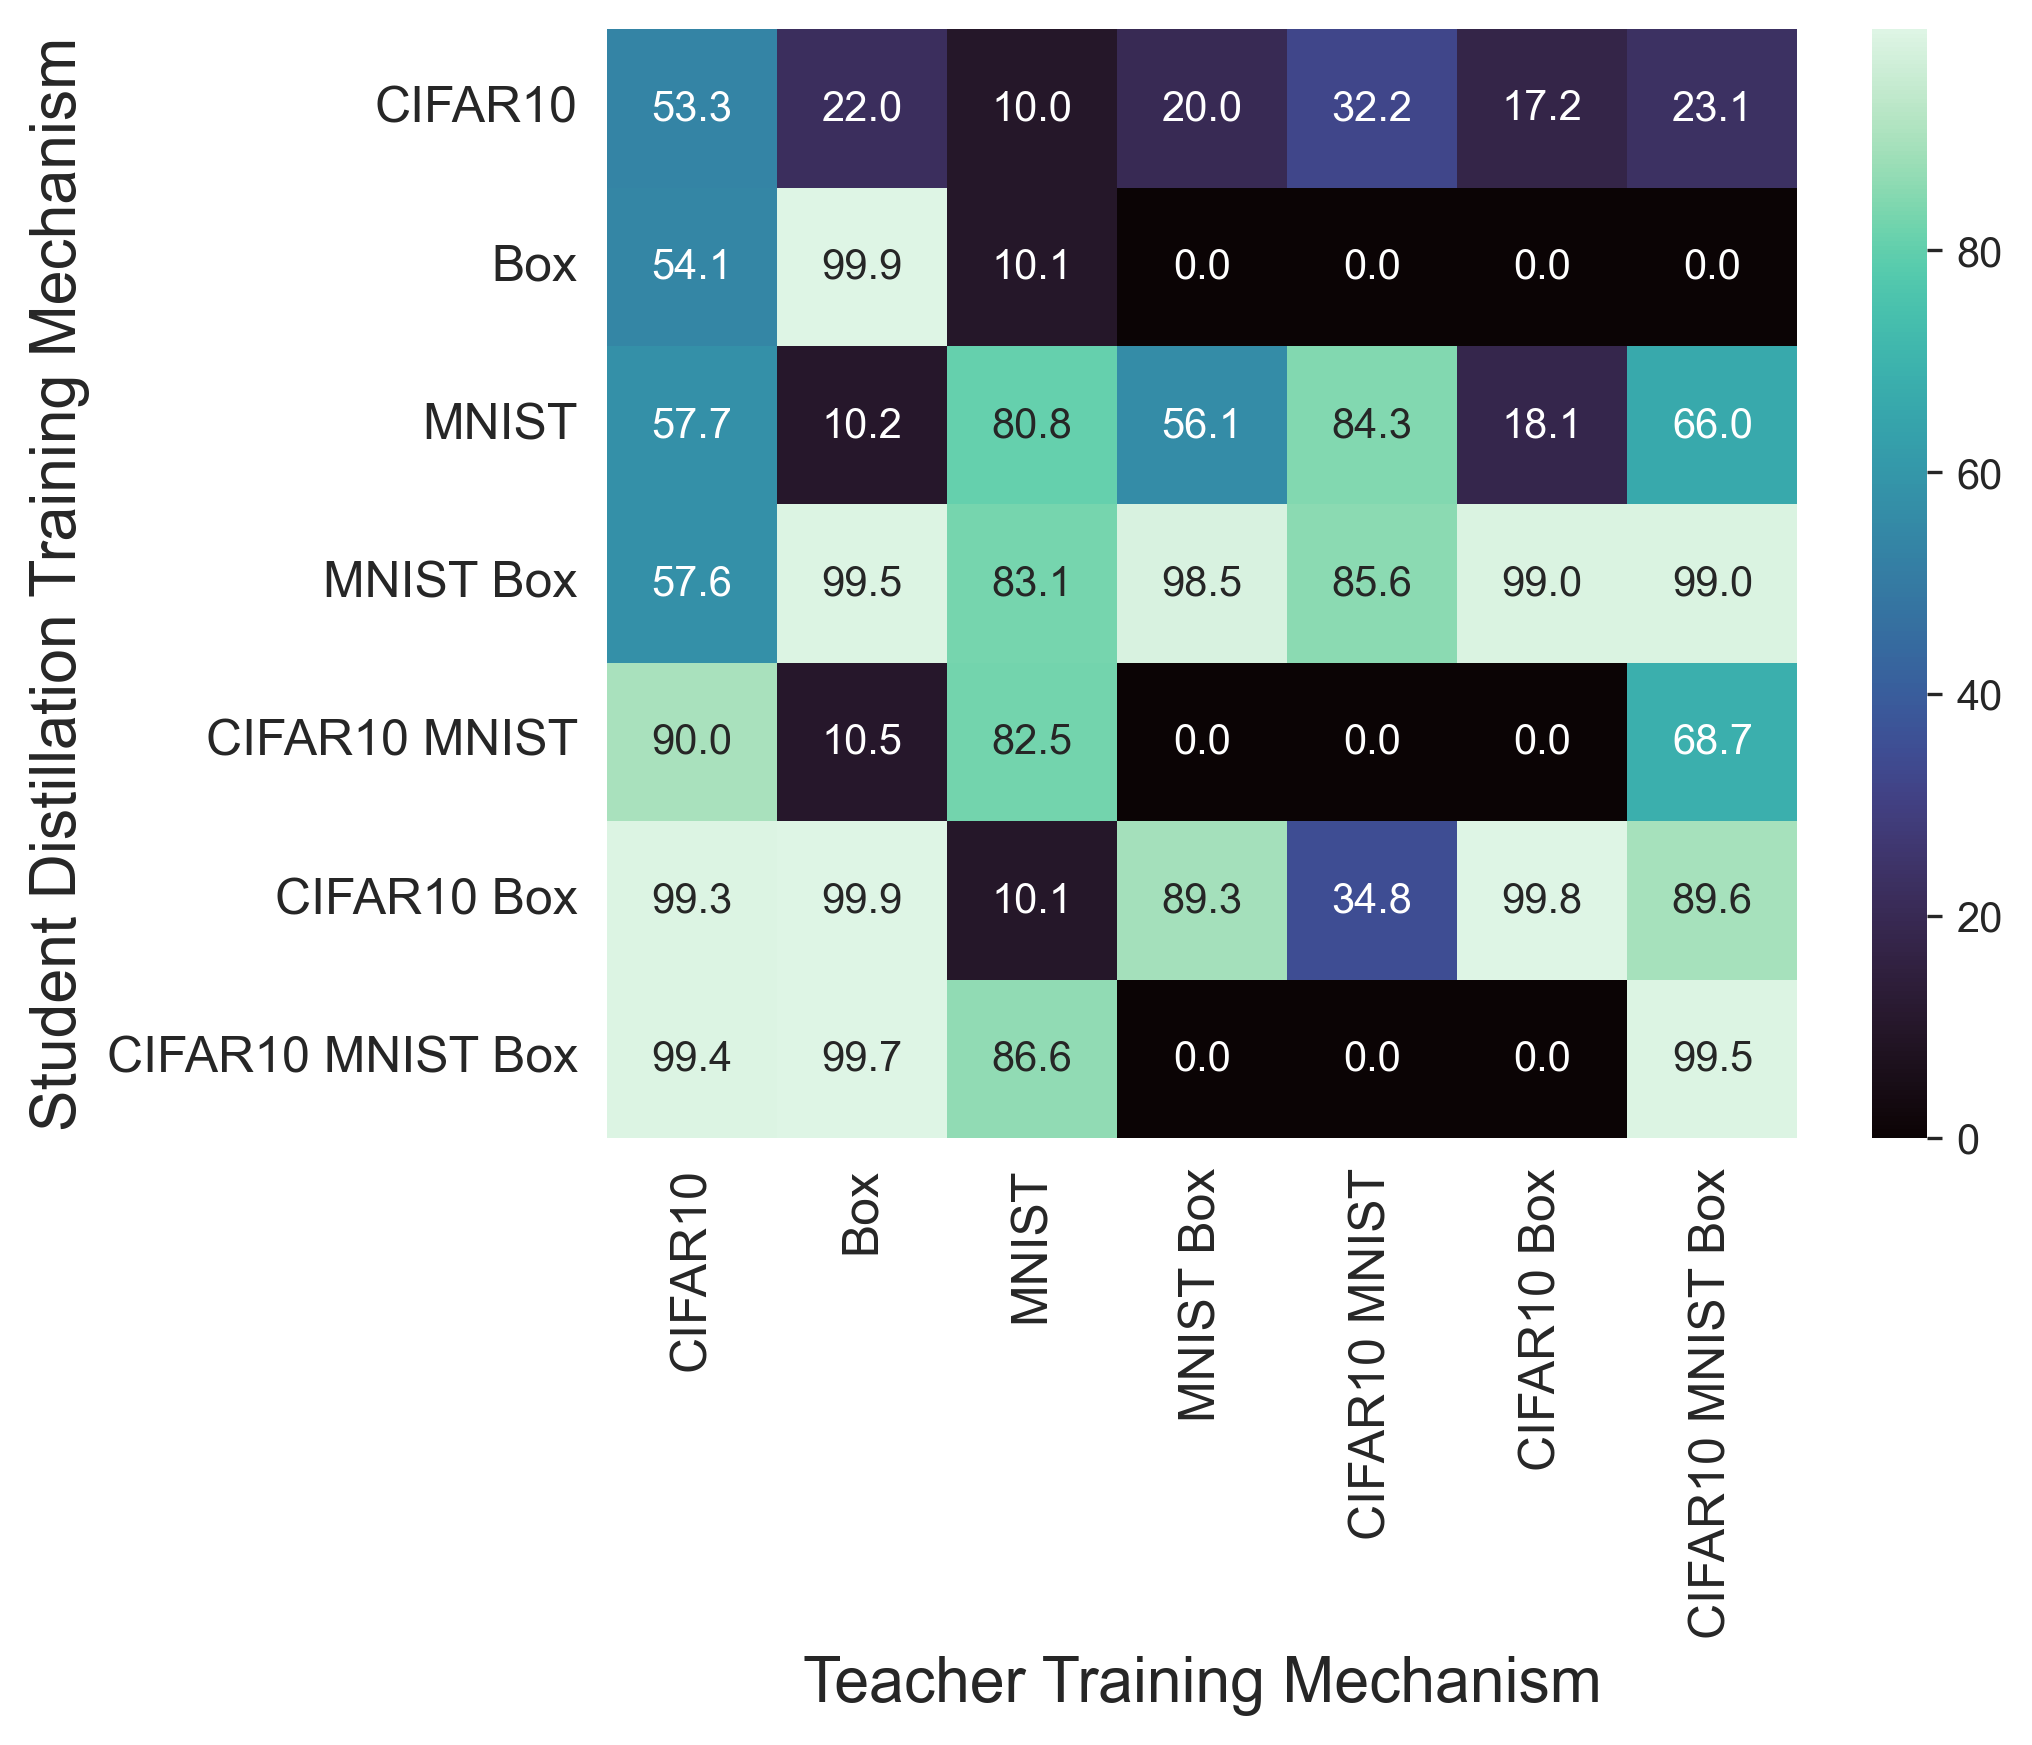 Student Distillation Training Mechanism
CIFAR10 53.3 22.0 10.0 20.0 32.2 17.2 23.1
Box 54.1 99.9 10.1 0.0 0.0 0.0 0.0
MNIST 57.7 10.2 80.8 56.1 84.3 18.1 66.0
MNIST Box 57.6 99.5 83.1 98.5 85.6 99.0 99.0
CIFAR10 MNIST 90.0 10.5 82.5 0.0 0.0 0.0 68.7
CIFAR10 Box 99.3 99.9 10.1 89.3 34.8 99.8 89.6
CIFAR10 MNIST Box 99.4 99.7 86.6 0.0 0.0 0.0 99.5
80
60
40
20
0
CIFAR10
Box
MNIST
MNIST Box
CIFAR10 MNIST
CIFAR10 Box
CIFAR10 MNIST Box
Teacher Training Mechanism